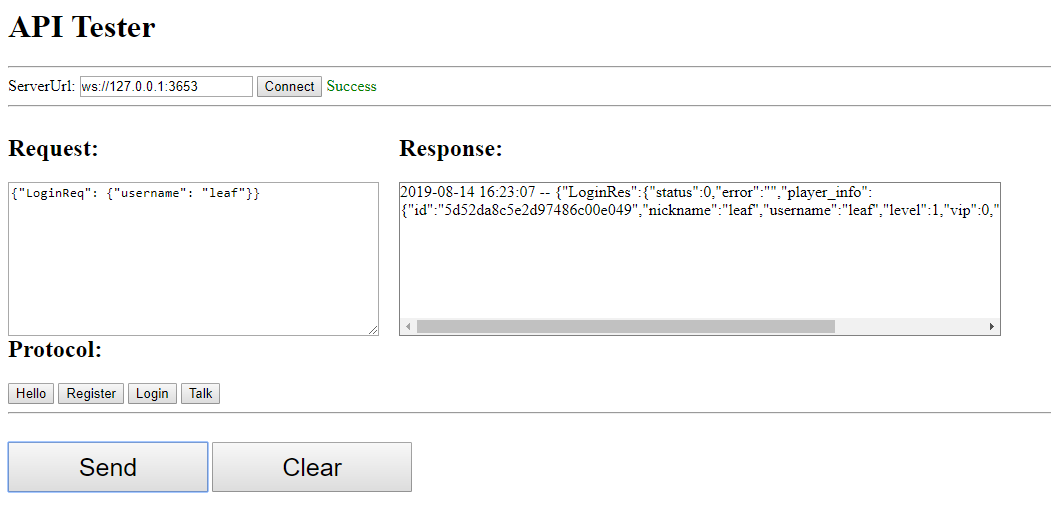 API Tester
ServerUrl: ws://127.0.0.1:3653 Connect Success
Request:
{"LoginReq": {"username": "leaf"}}
Response:
2019-08-14 16:23:07 -- {"LoginRes":{"status":0,"error":"","player_info":
{"id":"5d52da8c5e2d97486c00e049","nickname":"leaf","username":"leaf","level":1,"vip":0,"
Protocol:
Hello Register Login Talk
Send Clear